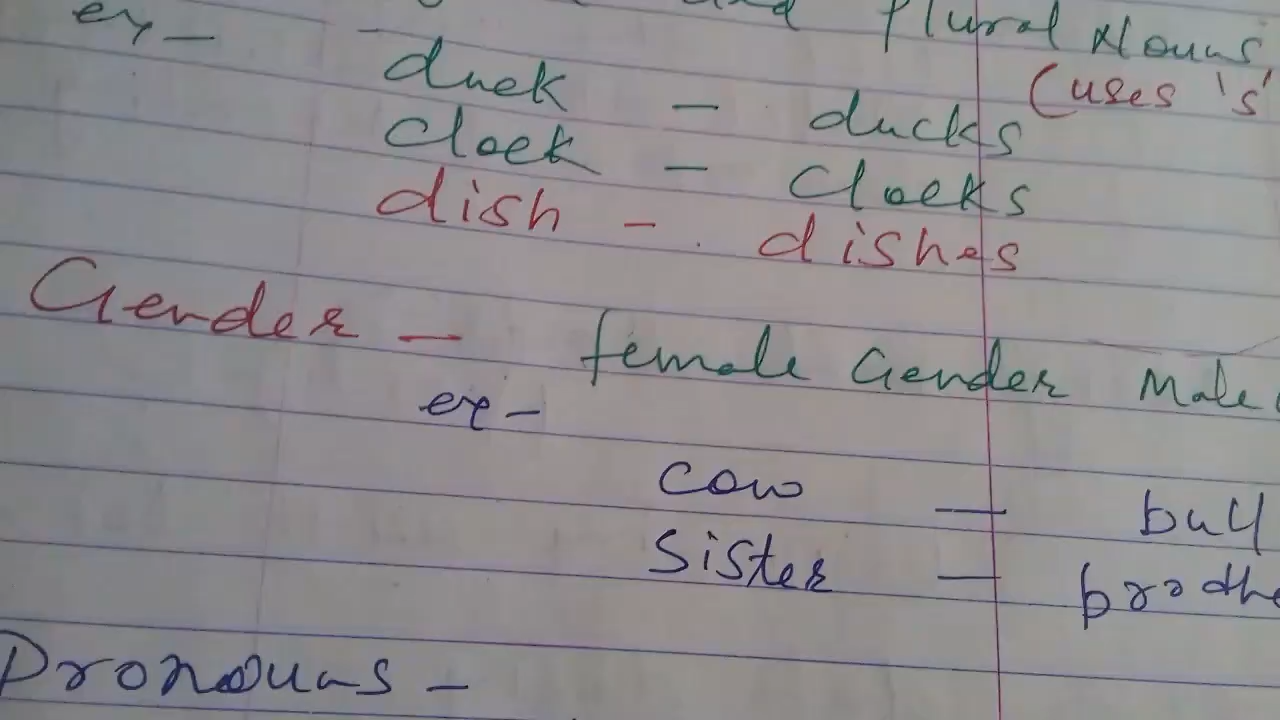 Plural Nouns
ex - (uses 's'
duck - ducks
clock - clocks
dish - dishes
Gender - female Gender Male
ex -
cow - bull
Sister - brothe
Pronouns -